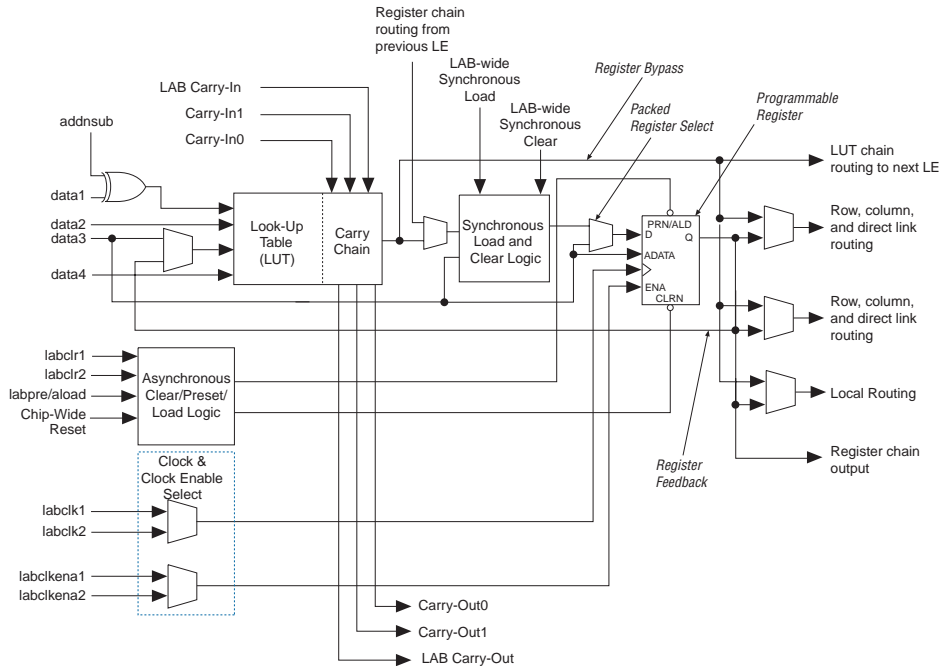 Register chain
routing from
previous LE
LAB-wide
Synchronous
Load
Register Bypass
LAB-wide
Synchronous
Clear
Packed
Register Select
Programmable
Register
LAB Carry-In
Carry-In1
Carry-In0
addnsub
data1
data2
data3
data4
Look-Up
Table
(LUT)
Carry
Chain
Synchronous
Load and
Clear Logic
PRN/ALD
D
Q
ADATA
ENA
CLRN
LUT chain
routing to next LE
Row, column,
and direct link
routing
Row, column,
and direct link
routing
Local Routing
Register chain
output
Register
Feedback
labclr1
labclr2
labpre/aload
Chip-Wide
Reset
Asynchronous
Clear/Preset/
Load Logic
Clock &
Clock Enable
Select
labclk1
labclk2
labclkena1
labclkena2
Carry-Out0
Carry-Out1
LAB Carry-Out